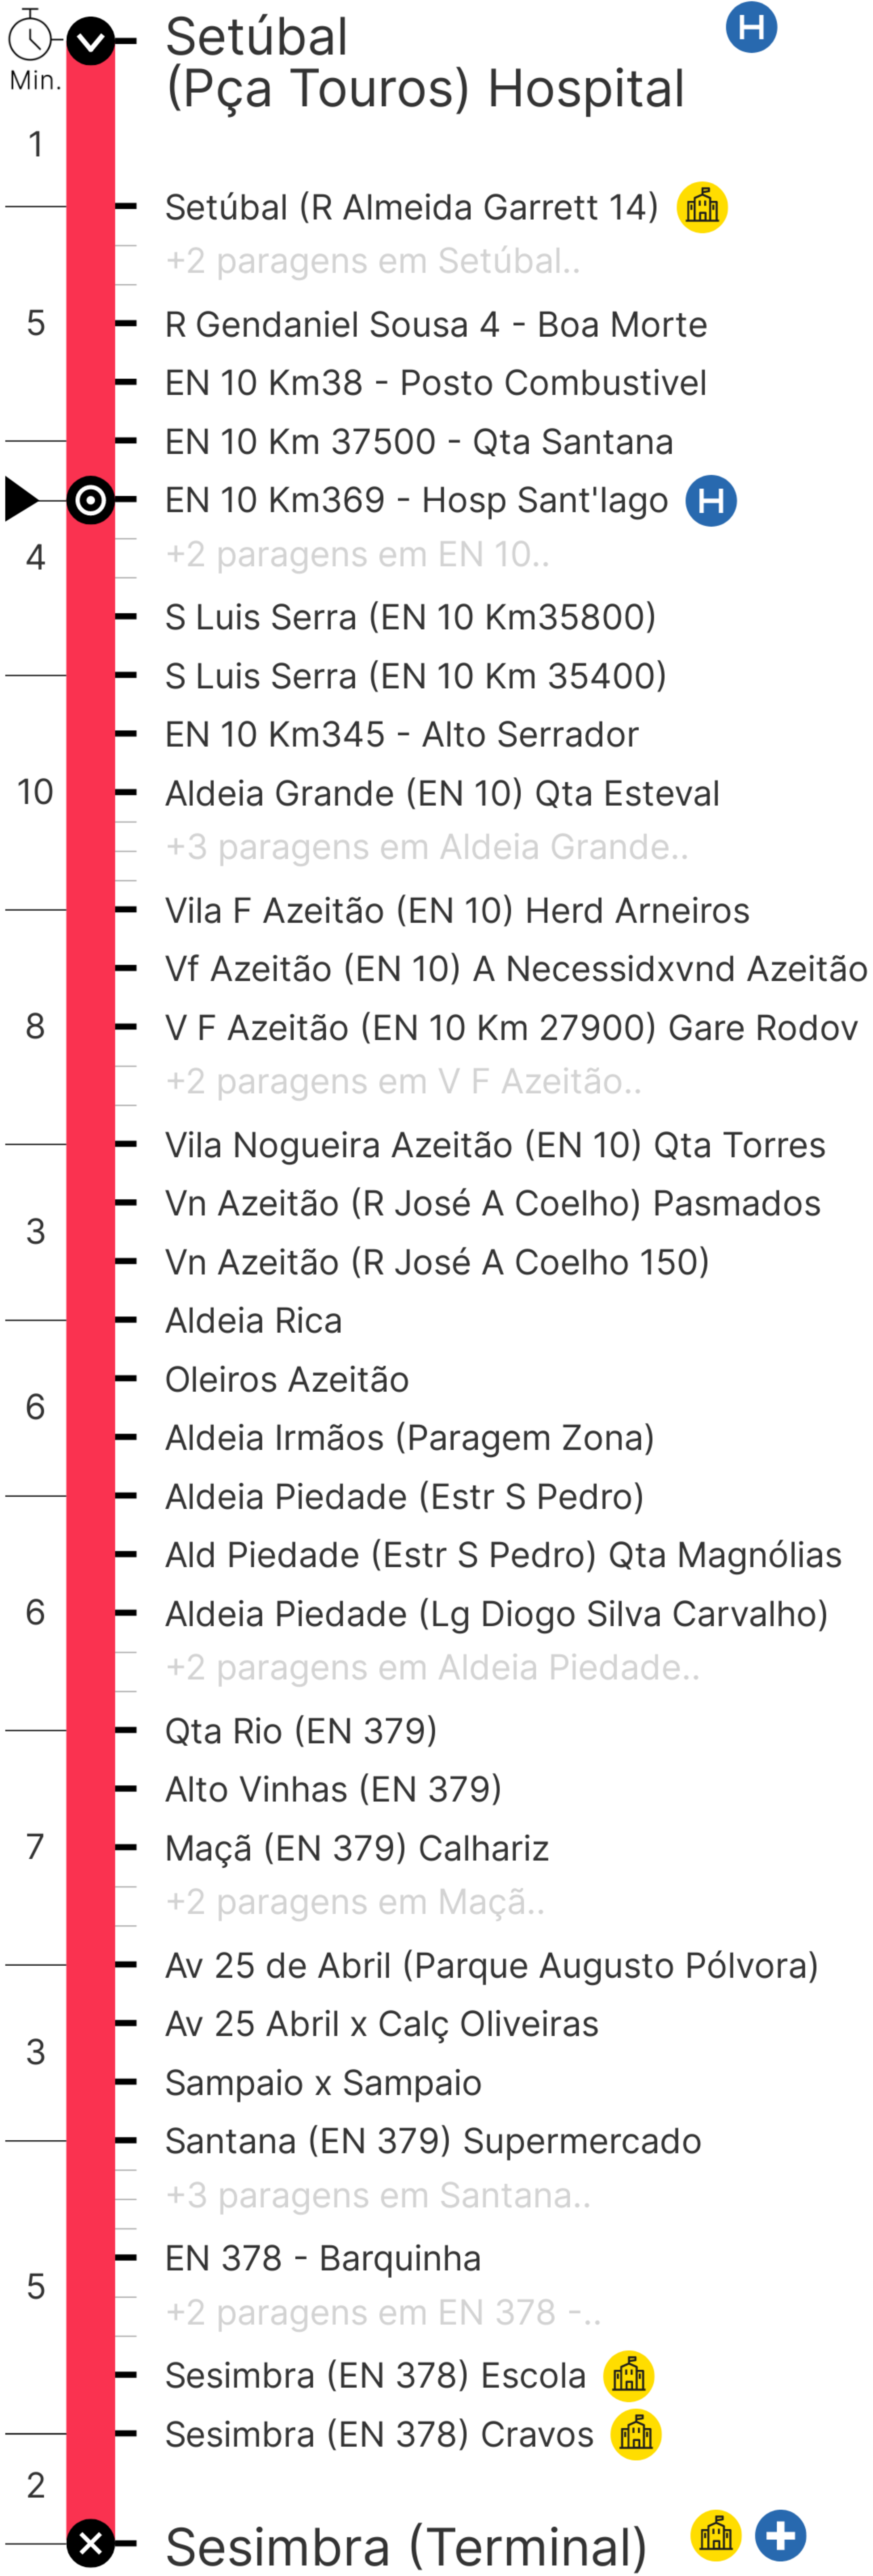 Setúbal
(Pça Touros) Hospital
H
Min.
1
Setúbal (R Almeida Garrett 14)
+2 paragens em Setúbal..
5
R Gendaniel Sousa 4 - Boa Morte
EN 10 Km38 - Posto Combustivel
EN 10 Km 37500 - Qta Santana
EN 10 Km369 - Hosp Sant'Iago
H
4
+2 paragens em EN 10..
S Luis Serra (EN 10 Km35800)
S Luis Serra (EN 10 Km 35400)
EN 10 Km345 - Alto Serrador
10
Aldeia Grande (EN 10) Qta Esteval
+3 paragens em Aldeia Grande..
Vila F Azeitão (EN 10) Herd Arneiros
Vf Azeitão (EN 10) A Necessidxvnd Azeitão
8
V F Azeitão (EN 10 Km 27900) Gare Rodov
+2 paragens em V F Azeitão..
Vila Nogueira Azeitão (EN 10) Qta Torres
Vn Azeitão (R José A Coelho) Pasmados
3
Vn Azeitão (R José A Coelho 150)
Aldeia Rica
Oleiros Azeitão
6
Aldeia Irmãos (Paragem Zona)
Aldeia Piedade (Estr S Pedro)
Ald Piedade (Estr S Pedro) Qta Magnólias
6
Aldeia Piedade (Lg Diogo Silva Carvalho)
+2 paragens em Aldeia Piedade..
Qta Rio (EN 379)
Alto Vinhas (EN 379)
7
Maçã (EN 379) Calhariz
+2 paragens em Maçã..
Av 25 de Abril (Parque Augusto Pólvora)
Av 25 Abril x Calç Oliveiras
3
Sampaio x Sampaio
Santana (EN 379) Supermercado
+3 paragens em Santana..
EN 378 - Barquinha
5
+2 paragens em EN 378 -..
Sesimbra (EN 378) Escola
Sesimbra (EN 378) Cravos
2
Sesimbra (Terminal)